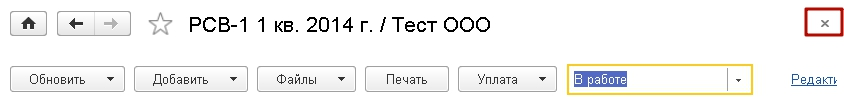 РСВ-1 1 кв. 2014 г. / Тест ООО
Обновить Добавить Файлы Печать Уплата В работе Редакти